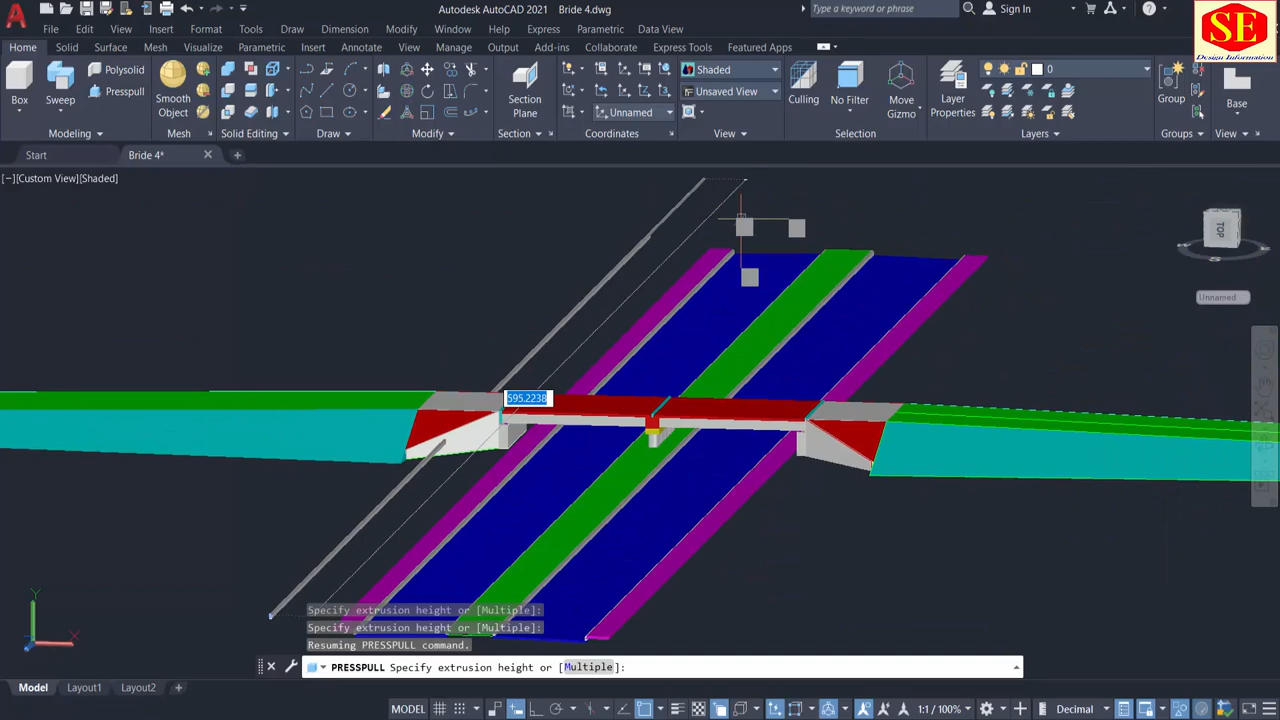 Autodesk AutoCAD 2021 Bride 4.dwg
Type a keyword or phrase
Sign In
SE
Design Information
File Edit View Insert Format Tools Draw Dimension Modify Window Help Express Parametric Data View
Home Solid Surface Mesh Visualize Parametric Insert Annotate View Manage Output Add-ins Collaborate Express Tools Featured Apps
Box
Sweep
Polysolid
Presspull
Smooth
Object
Section
Plane
Shaded
Unsaved View
Unnamed
Culling
No Filter
Move
Gizmo
Layer
Properties
0
Group
Base
Modeling Mesh Solid Editing Draw Modify Section Coordinates View Selection Layers Groups View
Start Bride 4*
[−][Custom View][Shaded]
TOP
S
Unnamed
595.2238
Y
X
Specify extrusion height or [Multiple]:
Specify extrusion height or [Multiple]:
Resuming PRESSPULL command.
PRESSPULL Specify extrusion height or [Multiple]:
Model Layout1 Layout2
MODEL 1:1 / 100% Decimal